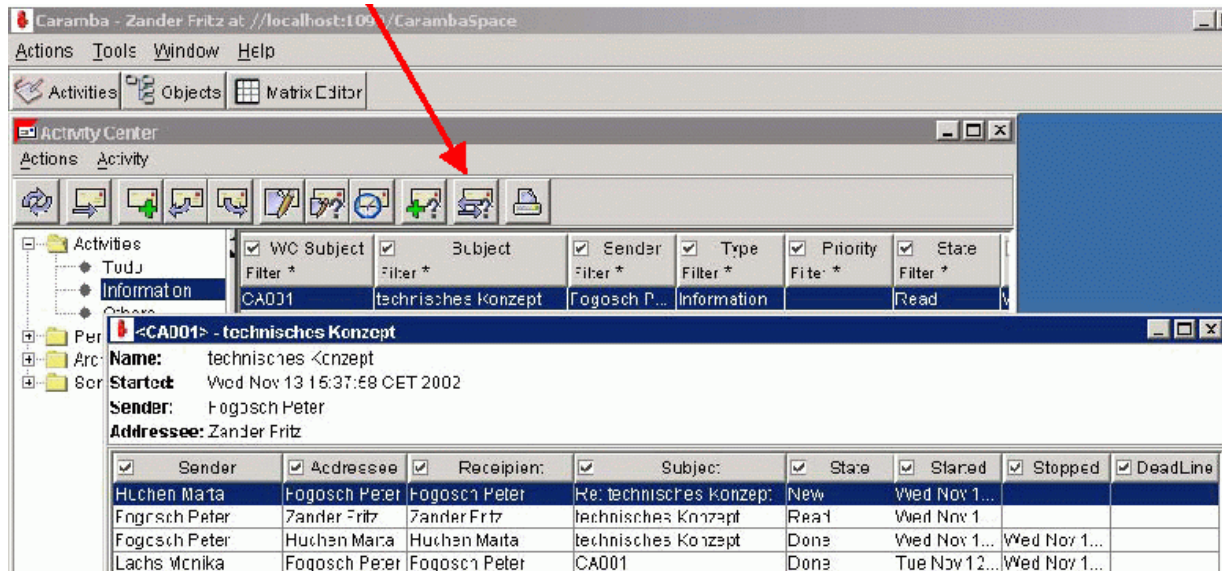 Caramba - Zander Fritz at //localhost:1099/CarambaSpace
Actions Tools Window Help
Activities Objects Matrix Editor
Activity Center
Actions Activity
Activities
Todo
Information
Others
WC Subject Subject Sender Type Priority State
Filter * Filter * Filter * Filter * Filter * Filter *
CA001 technisches Konzept Fogosch P... Information Read
Per
Arc
<CA001> - technisches Konzept
Name: technisches Konzept
Started: Wed Nov 13 15:37:58 CET 2002
Sender: Fogosch Peter
Addressee: Zander Fritz
Sender Addressee Receipient Subject State Started Stopped DeadLine
Huchen Marta Fogosch Peter Fogosch Peter Re: technisches Konzept New Wed Nov 1...
Fogosch Peter Zander Fritz Zander Fritz technisches Konzept Read Wed Nov 1
Fogosch Peter Huchen Marta Huchen Marta technisches Konzept Done Wed Nov 1... Wed Nov 1...
Lachs Monika Fogosch Peter Fogosch Peter CA001 Done Tue Nov 12... Wed Nov 1...